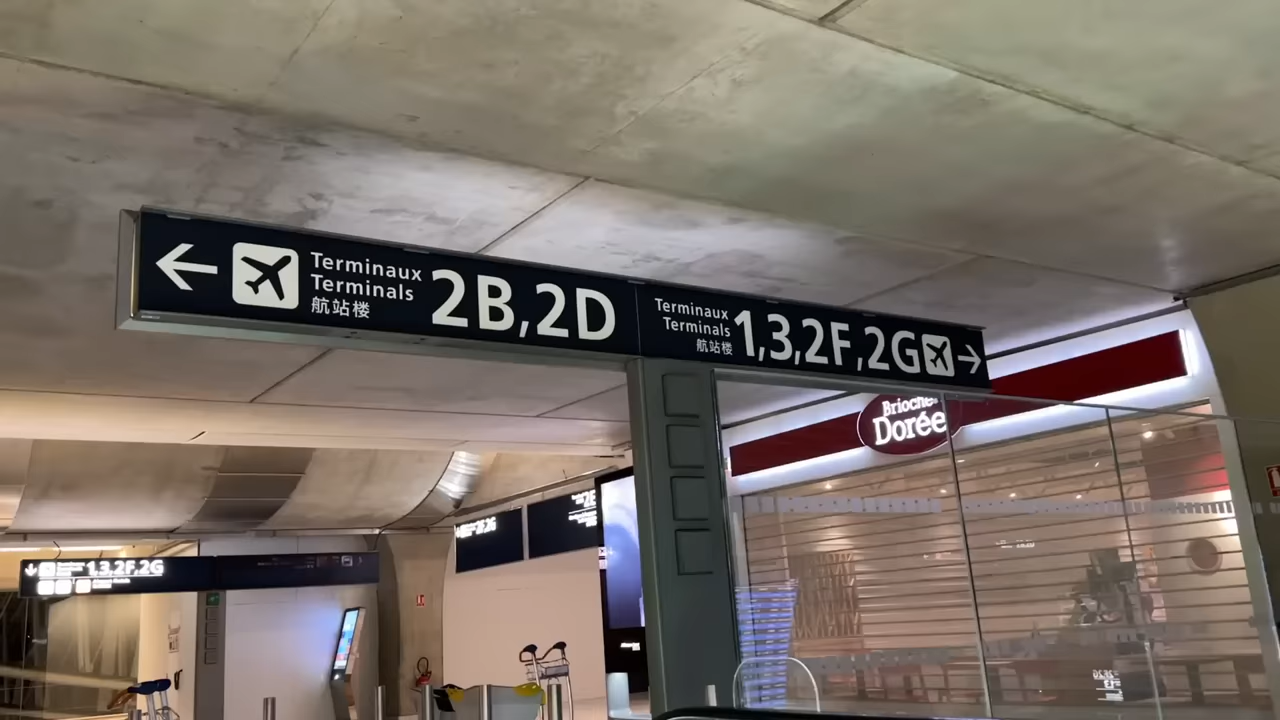 Terminaux
Terminals
航站楼
2B,2D
Terminaux
Terminals
航站楼
1,3,2F,2G
Brioche
Dorée
1,3,2F,2G
2E